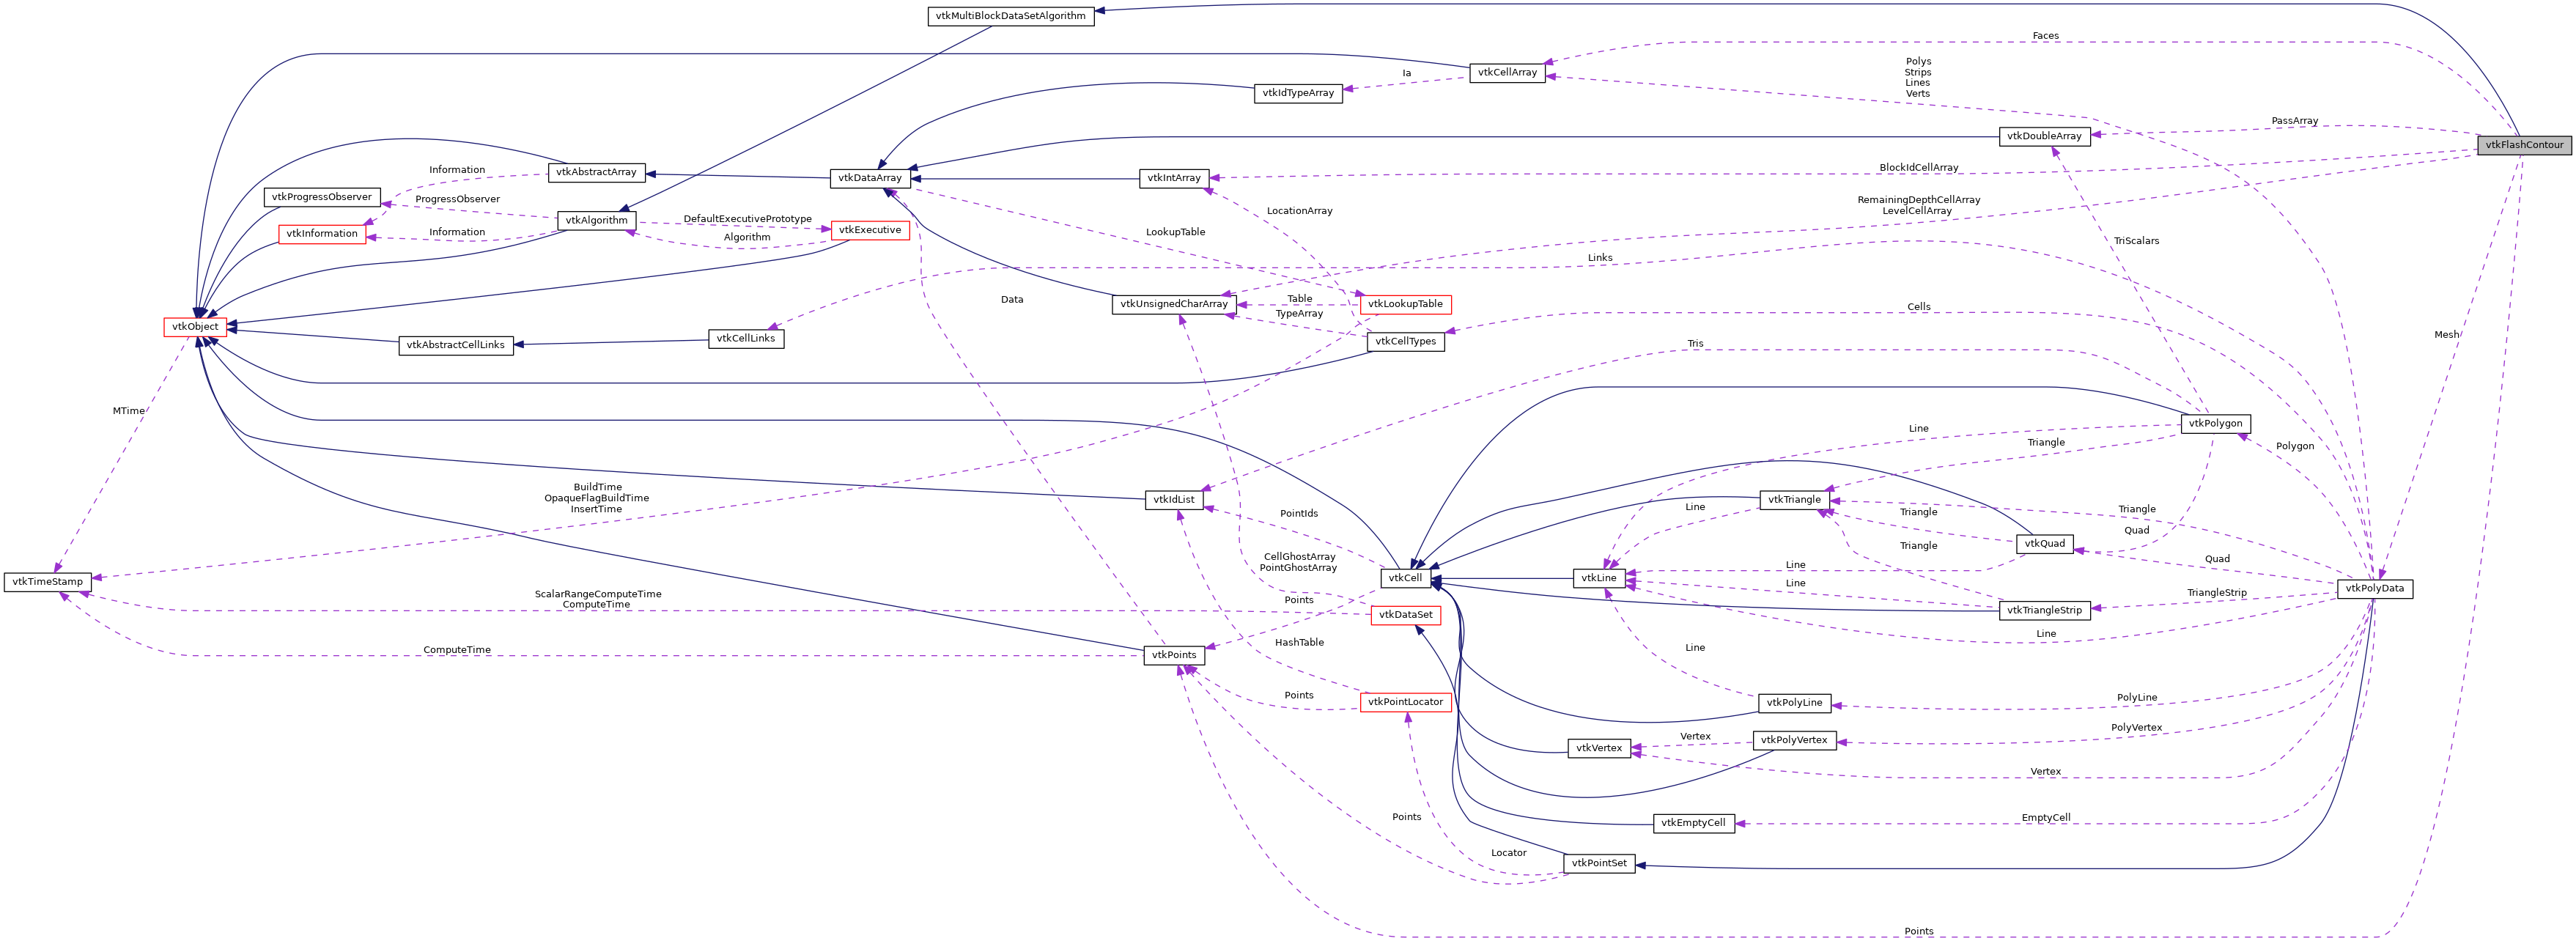 vtkMultiBlockDataSetAlgorithm
Faces
Polys
Strips
Lines
Verts
Ia
vtkCellArray
vtkIdTypeArray
PassArray
vtkDoubleArray
vtkFlashContour
BlockIdCellArray
Information
vtkAbstractArray
vtkDataArray
vtkIntArray
vtkProgressObserver
ProgressObserver
RemainingDepthCellArray
LevelCellArray
LocationArray
vtkAlgorithm
DefaultExecutivePrototype
vtkExecutive
LookupTable
vtkInformation
Information
Algorithm
TriScalars
Links
Data
vtkUnsignedCharArray
Table
TypeArray
vtkLookupTable
Cells
vtkObject
vtkAbstractCellLinks
vtkCellLinks
vtkCellTypes
Tris
Mesh
MTime
vtkPolygon
Line
Triangle
Polygon
BuildTime
OpaqueFlagBuildTime
InsertTime
vtkIdList
PointIds
vtkTriangle
Line
Triangle
Triangle
Quad
vtkQuad
Triangle
CellGhostArray
PointGhostArray
Line
Quad
vtkTimeStamp
vtkCell
vtkLine
Line
vtkPolyData
ScalarRangeComputeTime
ComputeTime
Points
vtkDataSet
TriangleStrip
vtkTriangleStrip
HashTable
Line
ComputeTime
vtkPoints
Line
Points
vtkPointLocator
vtkPolyLine
PolyLine
PolyVertex
Vertex
vtkPolyVertex
vtkVertex
Vertex
Points
vtkEmptyCell
EmptyCell
Locator
vtkPointSet
Points